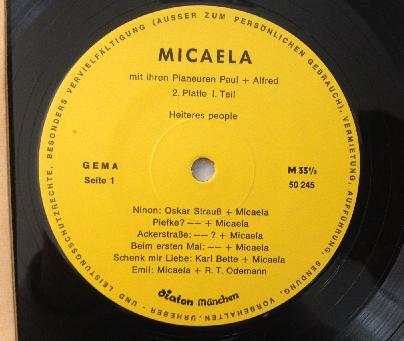 MICAELA
mit ihren Pianeuren Paul + Alfred
2. Platte I. Teil
Heiteres people
GEMA
Seite 1
M 33⅓
50 245
Ninon: Oskar Strauß + Micaela
Piefke? –– + Micaela
Ackerstraße: –– ? + Micaela
Beim ersten Mal: –– + Micaela
Schenk mir Liebe: Karl Bette + Micaela
Emil: Micaela + R. T. Odemann
diaton München
VORBEHALTEN, URHEBER - UND LEISTUNGSSCHUTZRECHTE, BESONDERS VERVIELFÄLTIGUNG (AUSSER ZUM PERSÖNLICHEN GEBRAUCH), VERMIETUNG, AUFFÜHRUNG, SENDUNG,